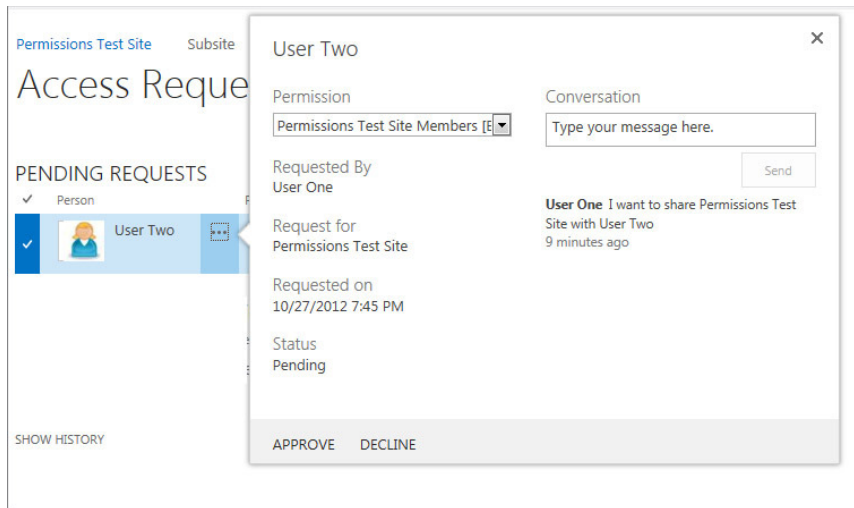 Permissions Test Site Subsite
Access Reque
PENDING REQUESTS
Person
User Two
SHOW HISTORY
User Two
Permission
Permissions Test Site Members [E
Requested By
User One
Request for
Permissions Test Site
Requested on
10/27/2012 7:45 PM
Status
Pending
Conversation
Type your message here.
Send
User One I want to share Permissions Test
Site with User Two
9 minutes ago
APPROVE DECLINE